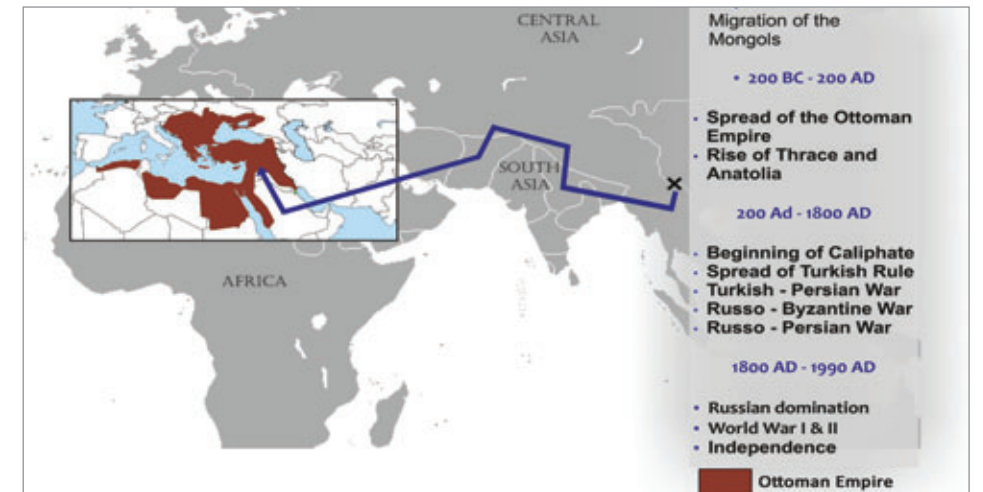 CENTRAL
ASIA
SOUTH
ASIA
AFRICA
Migration of the
Mongols
• 200 BC - 200 AD
• Spread of the Ottoman
Empire
• Rise of Thrace and
Anatolia
200 Ad - 1800 AD
• Beginning of Caliphate
• Spread of Turkish Rule
• Turkish - Persian War
• Russo - Byzantine War
• Russo - Persian War
1800 AD - 1990 AD
• Russian domination
• World War I & II
• Independence
Ottoman Empire